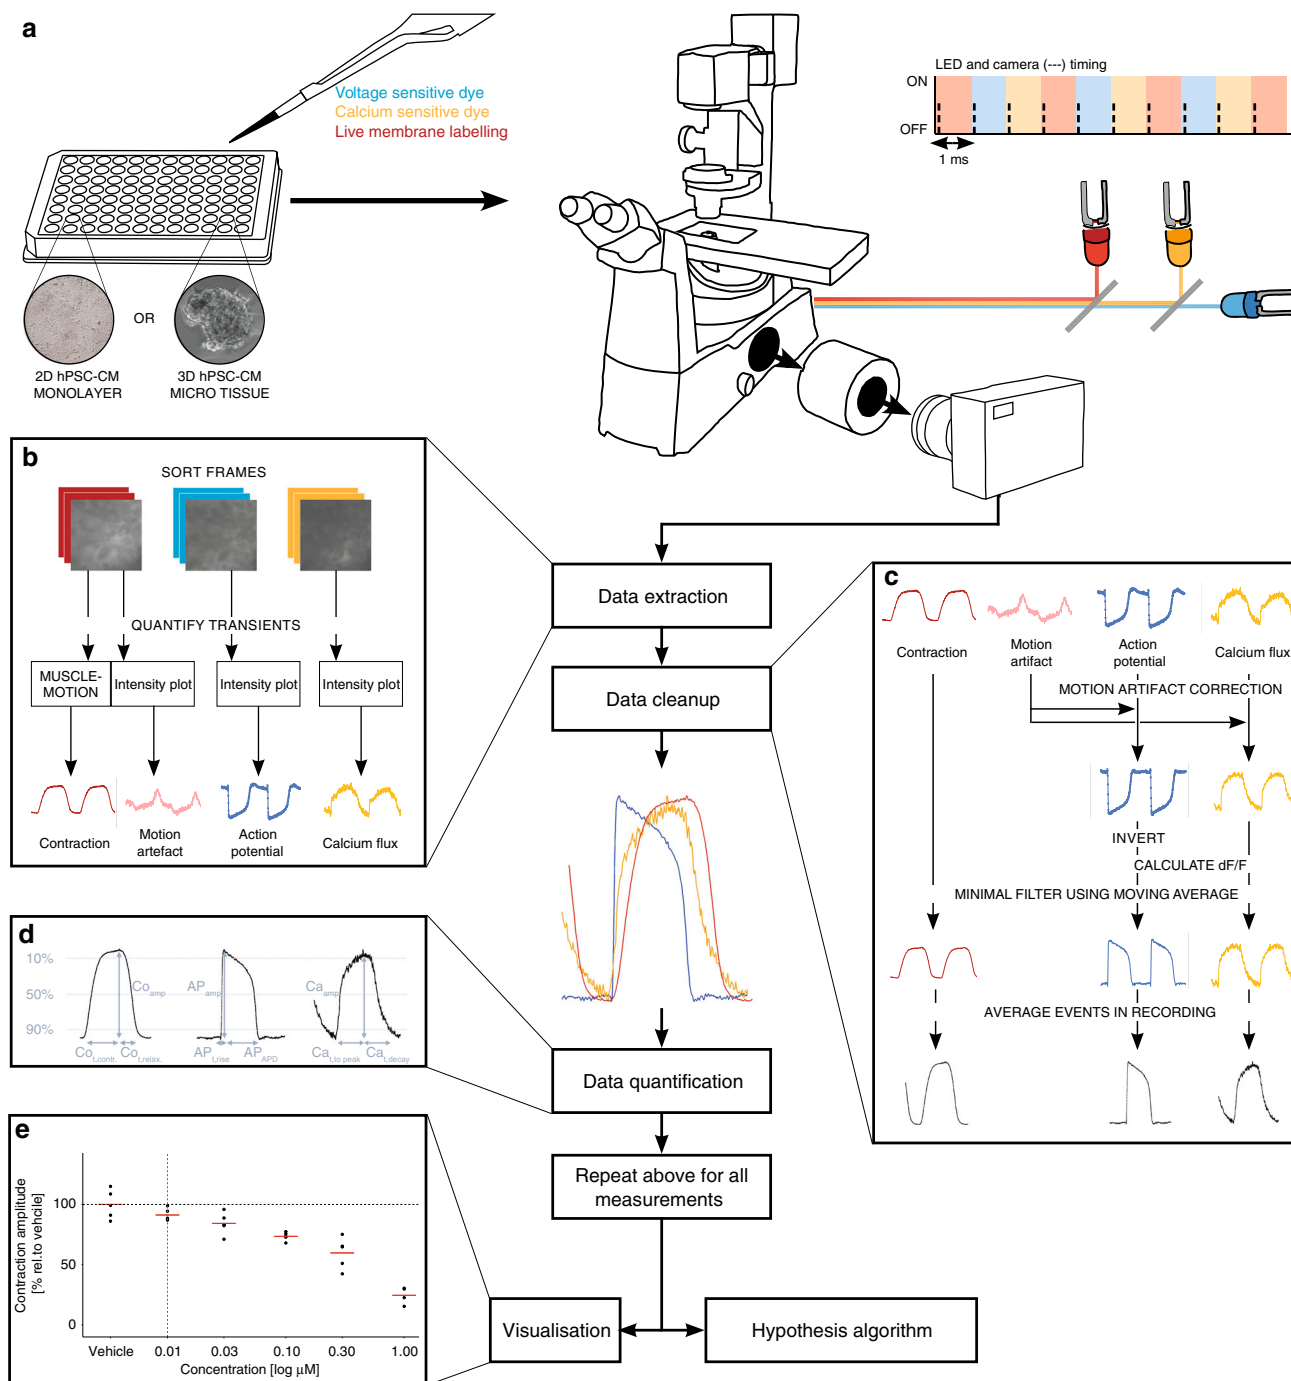 a
Voltage sensitive dye
Calcium sensitive dye
Live membrane labelling
LED and camera (---) timing
ON
OFF
1 ms
2D hPSC-CM
MONOLAYER
OR
3D hPSC-CM
MICRO TISSUE
b
SORT FRAMES
QUANTIFY TRANSIENTS
MUSCLE-
MOTION
Intensity plot
Intensity plot
Intensity plot
Contraction
Motion
artefact
Action
potential
Calcium flux
Data extraction
Data cleanup
c
Contraction
Motion
artifact
Action
potential
Calcium flux
MOTION ARTIFACT CORRECTION
INVERT
CALCULATE dF/F
MINIMAL FILTER USING MOVING AVERAGE
AVERAGE EVENTS IN RECORDING
d
10%
50%
90%
Co amp
AP amp
Ca amp
Co t,contr.
Co t,relax.
AP t,rise
AP APD
Ca t,to peak
Ca t,decay
Data quantification
Repeat above for all
measurements
Visualisation
Hypothesis algorithm
e
Contraction amplitude
[% rel.to vehcile]
100
50
0
Vehicle
0.01
0.03
0.10
0.30
1.00
Concentration [log µM]